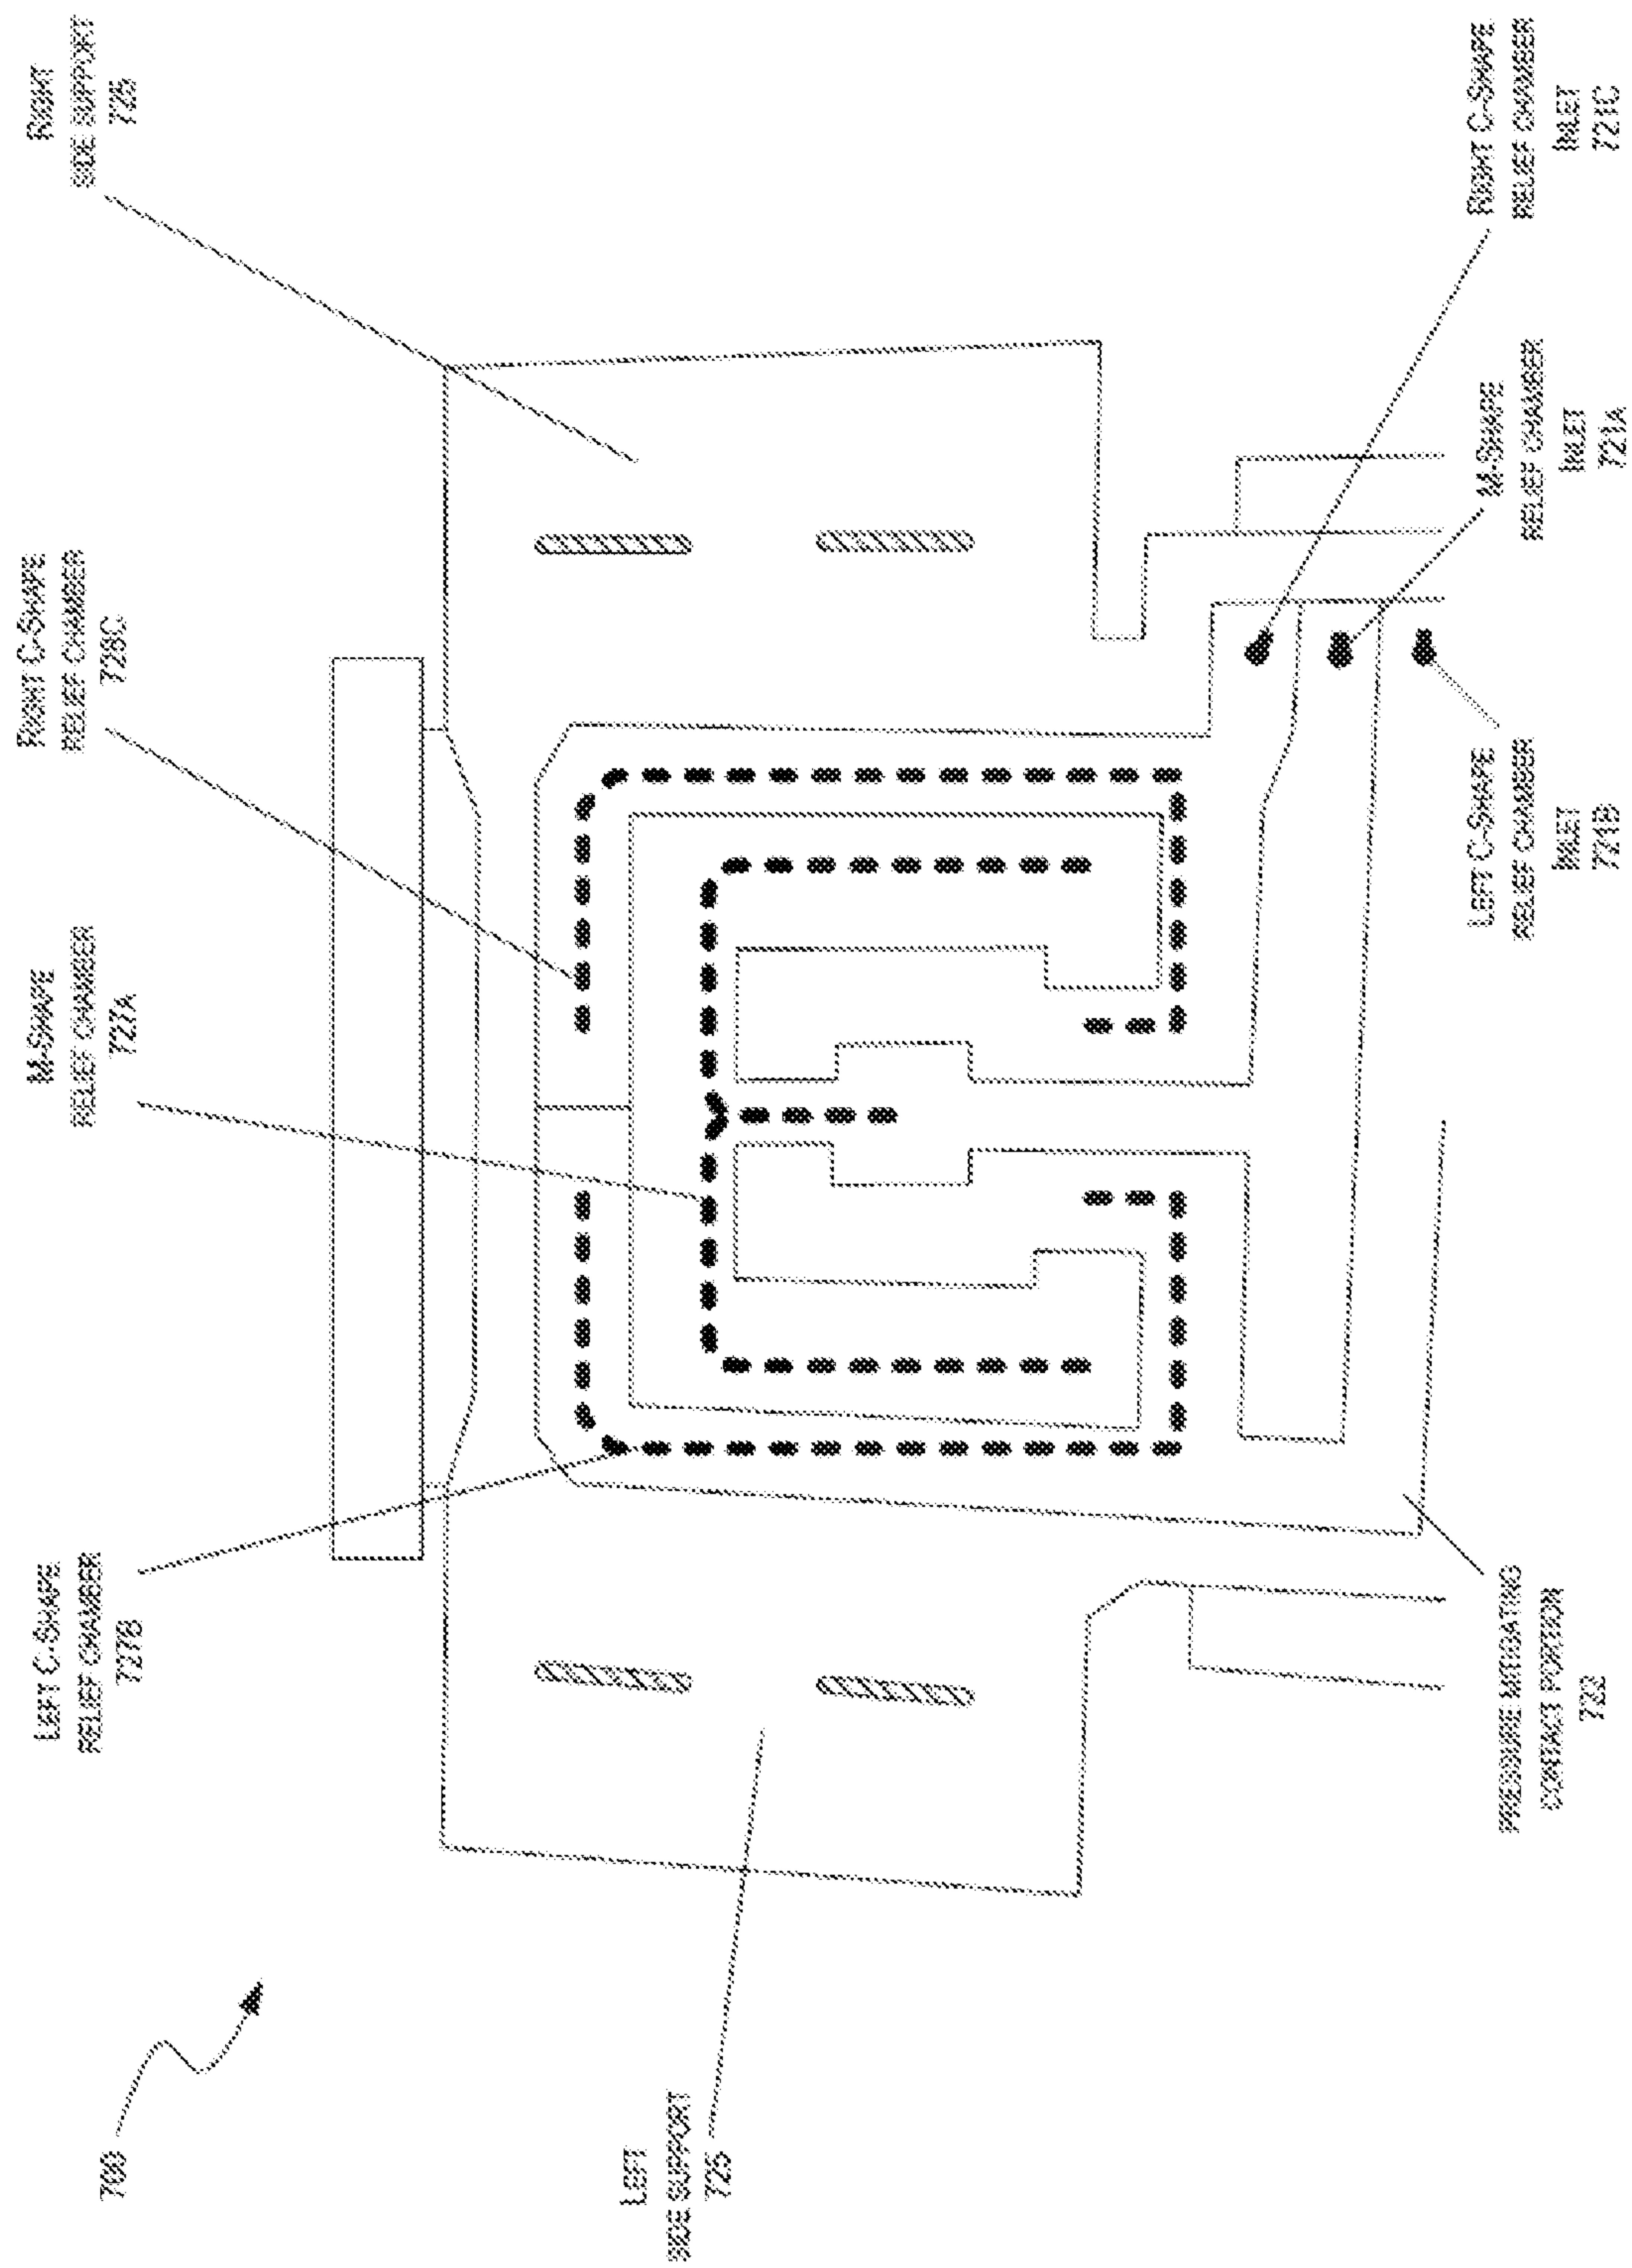 700
LEFT C-SHAPE
RELIEF CHAMBER
727B
M-SHAPE
RELIEF CHAMBER
727A
RIGHT C-SHAPE
RELIEF CHAMBER
728C
RIGHT
SIDE SUPPORT
725
LEFT
SIDE SUPPORT
725
PRESSURE MITIGATING
CONTACT PORTION
722
LEFT C-SHAPE
RELIEF CHAMBER
INLET
721B
M-SHAPE
RELIEF CHAMBER
INLET
721A
RIGHT C-SHAPE
RELIEF CHAMBER
INLET
721C